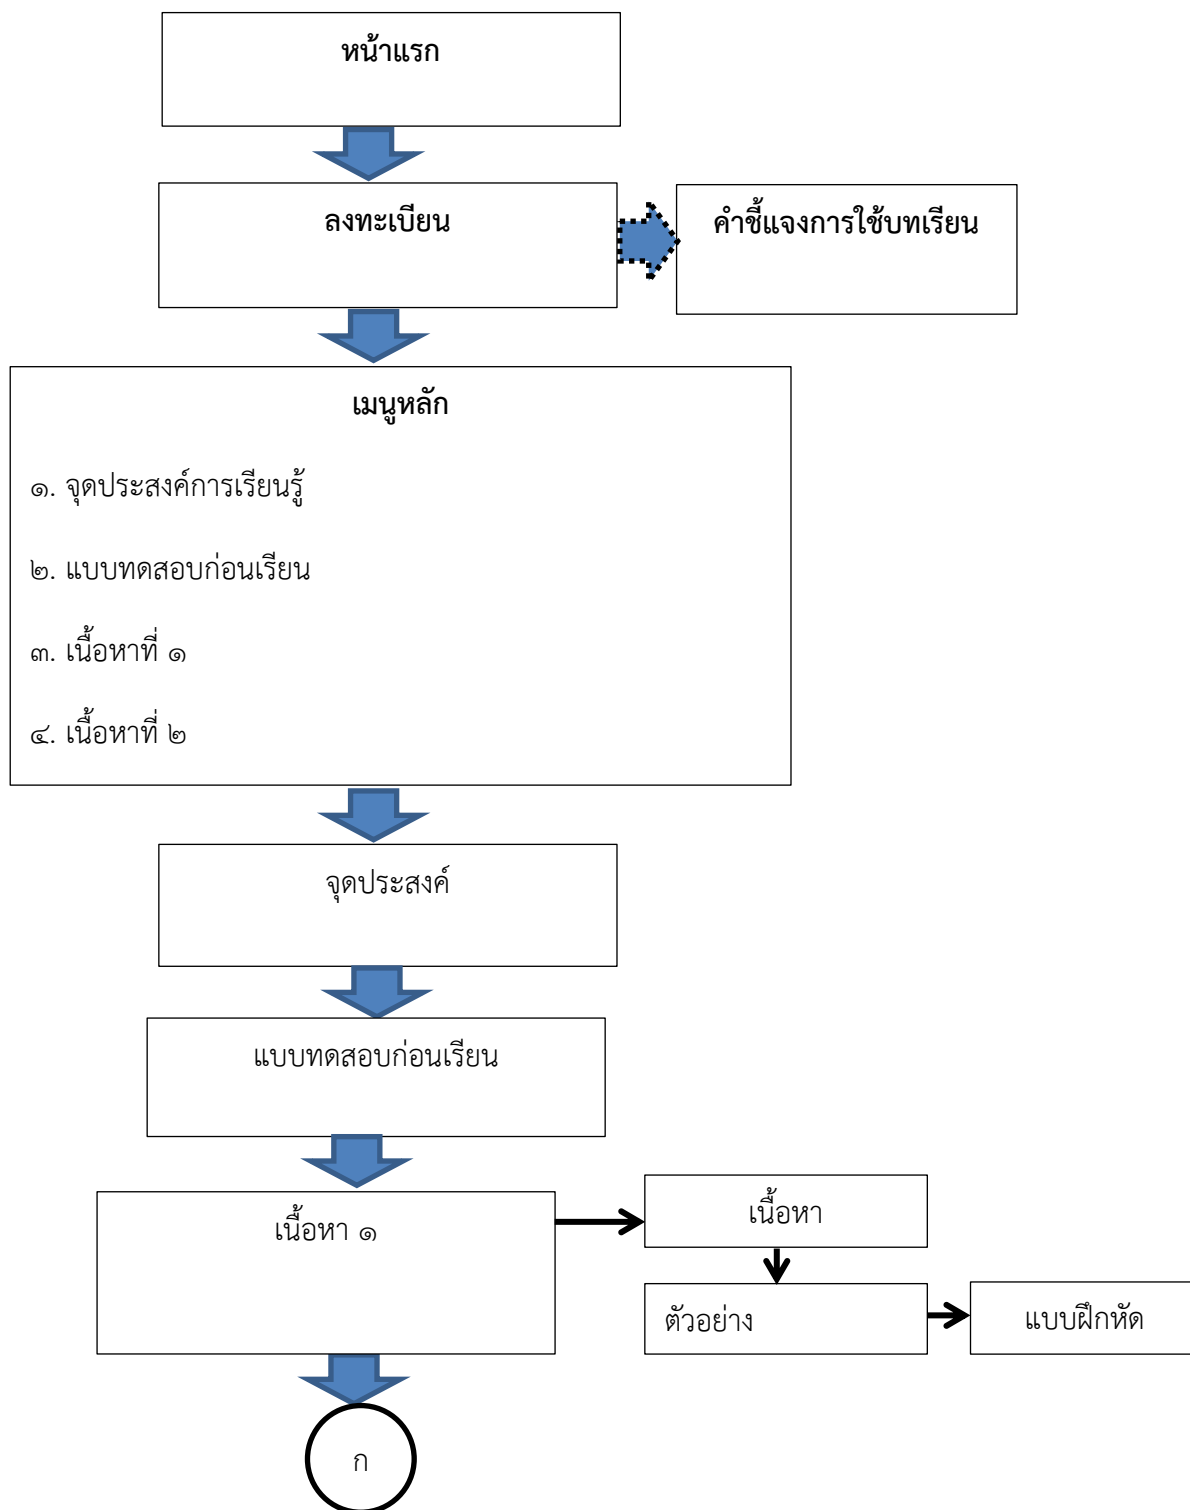 หน้าแรก
ลงทะเบียน
คำชี้แจงการใช้บทเรียน
เมนูหลัก
๑. จุดประสงค์การเรียนรู้
๒. แบบทดสอบก่อนเรียน
๓. เนื้อหาที่ ๑
๔. เนื้อหาที่ ๒
จุดประสงค์
แบบทดสอบก่อนเรียน
เนื้อหา ๑
เนื้อหา
ตัวอย่าง
แบบฝึกหัด
ก